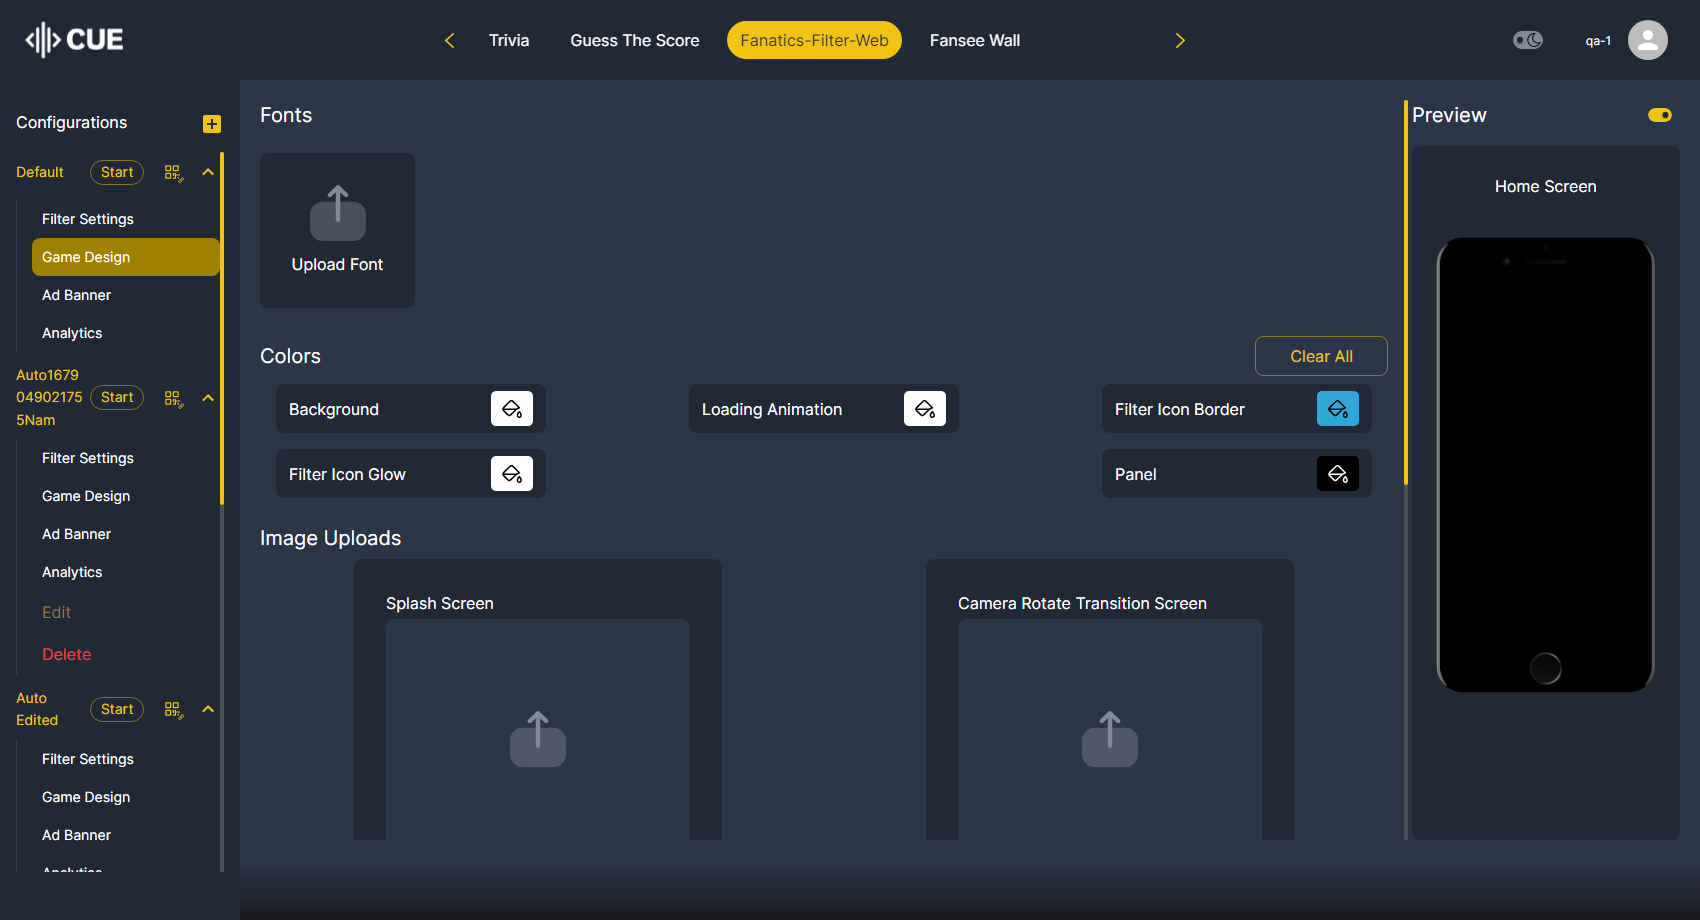 CUE
Trivia
Guess The Score
Fanatics-Filter-Web
Fansee Wall
qa-1
Configurations
Default
Start
Filter Settings
Game Design
Ad Banner
Analytics
Auto1679
04902175
5Nam
Start
Filter Settings
Game Design
Ad Banner
Analytics
Edit
Delete
Auto
Edited
Start
Filter Settings
Game Design
Ad Banner
Analytics
Fonts
Upload Font
Colors
Clear All
Background
Loading Animation
Filter Icon Border
Filter Icon Glow
Panel
Image Uploads
Splash Screen
Camera Rotate Transition Screen
Preview
Home Screen